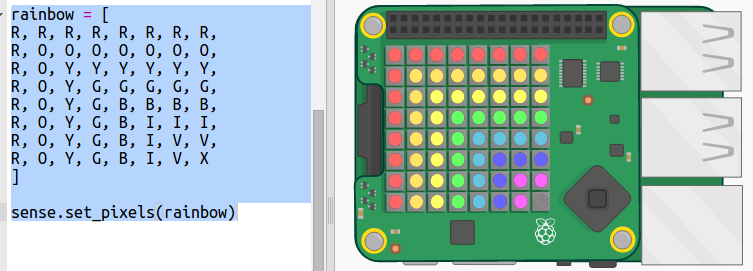 rainbow = [
R, R, R, R, R, R, R, R,
R, O, O, O, O, O, O, O,
R, O, Y, Y, Y, Y, Y, Y,
R, O, Y, G, G, G, G, G,
R, O, Y, G, B, B, B, B,
R, O, Y, G, B, I, I, I,
R, O, Y, G, B, I, V, V,
R, O, Y, G, B, I, V, X
]
sense.set_pixels(rainbow)